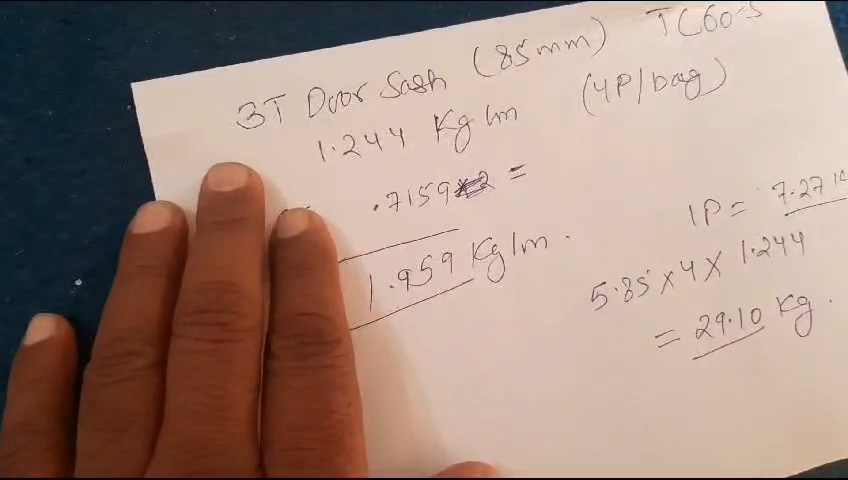 3T Door Sash (85mm) TC60-S
1.244 Kg/m (4P/bag)
.7159 =
1.959 Kg/m.
1P = 7.27 K
5.85 x 4 x 1.244
= 29.10 Kg.